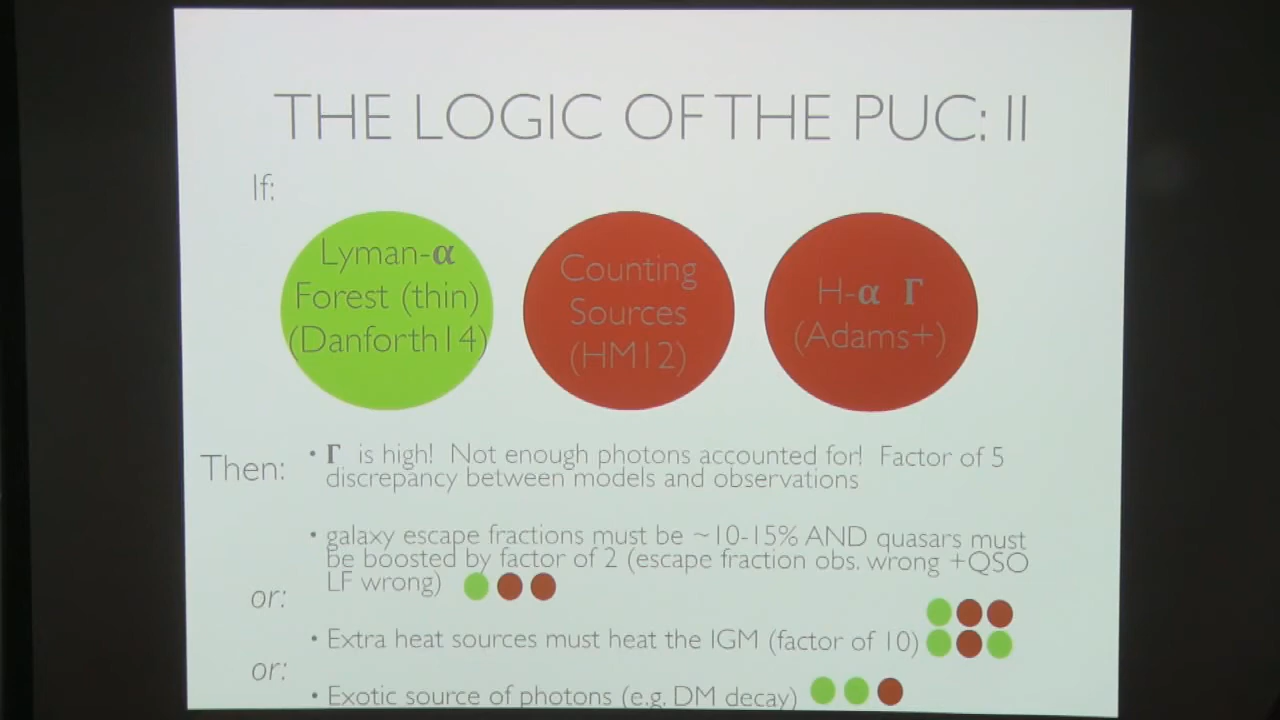 THE LOGIC OF THE PUC: II
If:
Lyman-α
Forest (thin)
(Danforth14)
Counting
Sources
(HM12)
H-α Γ
(Adams+)
Then:
• Γ is high! Not enough photons accounted for! Factor of 5
discrepancy between models and observations
• galaxy escape fractions must be ~10-15% AND quasars must
be boosted by factor of 2 (escape fraction obs. wrong +QSO
LF wrong)
or:
• Extra heat sources must heat the IGM (factor of 10)
or:
• Exotic source of photons (e.g. DM decay)